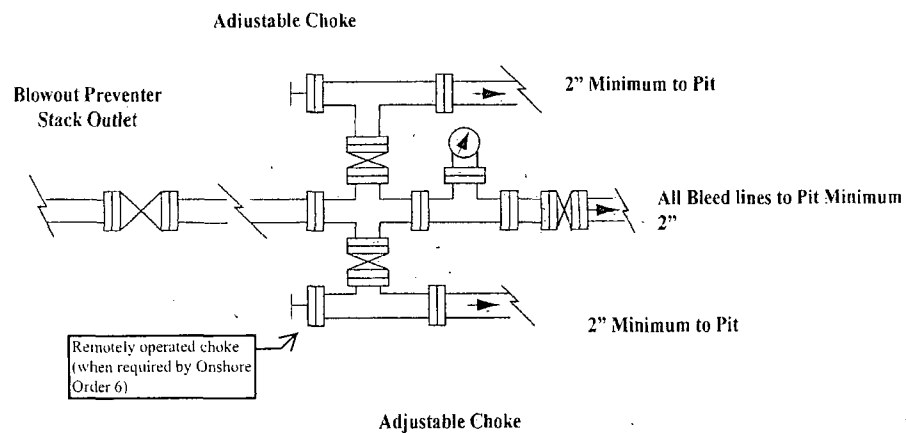 Adjustable Choke
2” Minimum to Pit
Blowout Preventer
Stack Outlet
All Bleed lines to Pit Minimum
2”
2” Minimum to Pit
Remotely operated choke
(when required by Onshore
Order 6)
Adjustable Choke